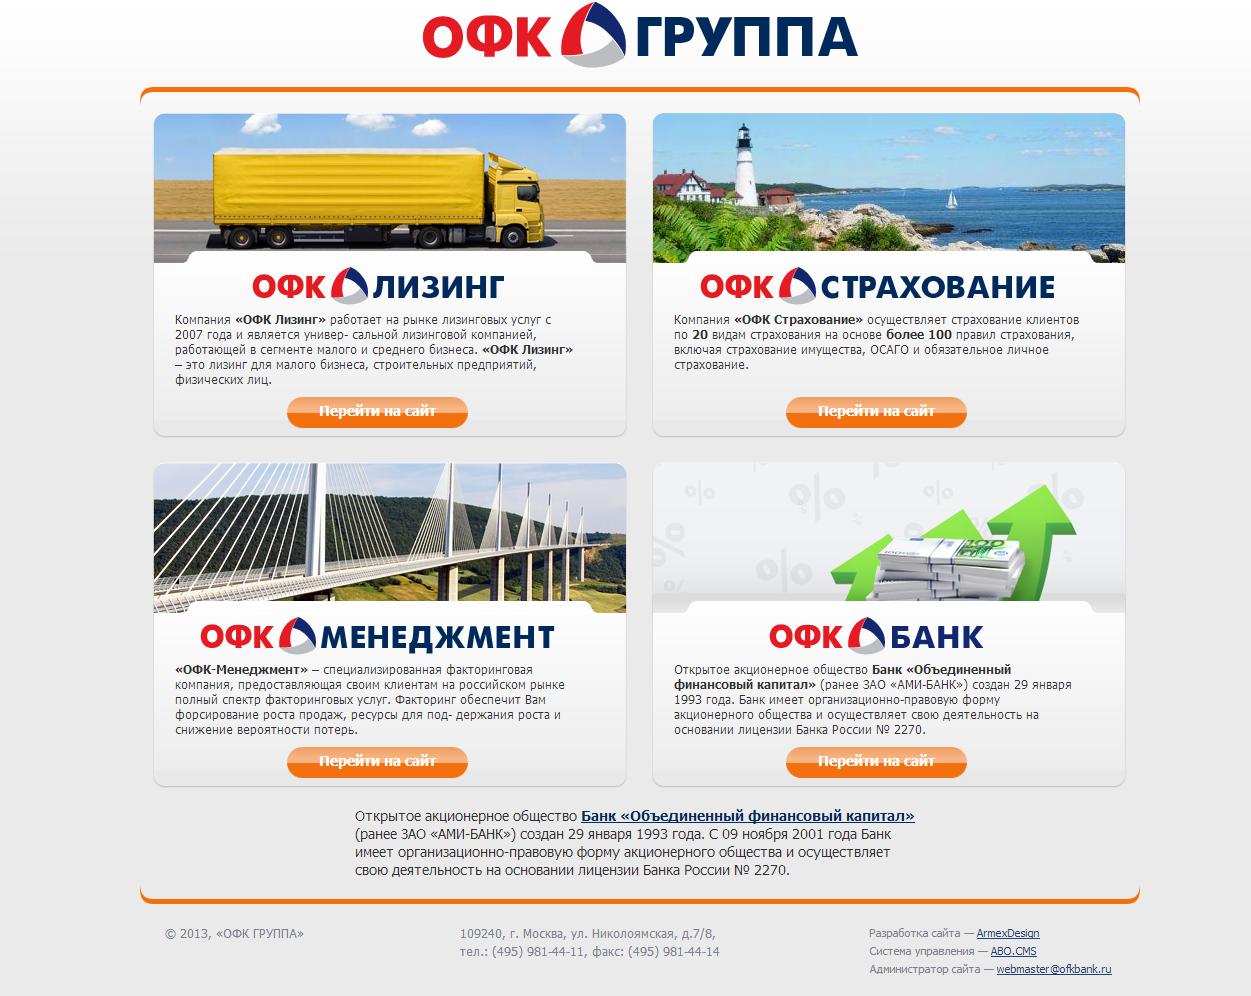 ОФК ГРУППА
ОФК ЛИЗИНГ
Компания «ОФК Лизинг» работает на рынке лизинговых услуг с
2007 года и является универ- сальной лизинговой компанией,
работающей в сегменте малого и среднего бизнеса. «ОФК Лизинг»
– это лизинг для малого бизнеса, строительных предприятий,
физических лиц.
Перейти на сайт
ОФК СТРАХОВАНИЕ
Компания «ОФК Страхование» осуществляет страхование клиентов
по 20 видам страхования на основе более 100 правил страхования,
включая страхование имущества, ОСАГО и обязательное личное
страхование.
Перейти на сайт
ОФК МЕНЕДЖМЕНТ
«ОФК-Менеджмент» – специализированная факторинговая
компания, предоставляющая своим клиентам на российском рынке
полный спектр факторинговых услуг. Факторинг обеспечит Вам
форсирование роста продаж, ресурсы для под- держания роста и
снижение вероятности потерь.
Перейти на сайт
% % % % % % %
100
100
ОФК БАНК
Открытое акционерное общество Банк «Объединенный
финансовый капитал» (ранее ЗАО «АМИ-БАНК») создан 29 января
1993 года. Банк имеет организационно-правовую форму
акционерного общества и осуществляет свою деятельность на
основании лицензии Банка России № 2270.
Перейти на сайт
Открытое акционерное общество Банк «Объединенный финансовый капитал»
(ранее ЗАО «АМИ-БАНК») создан 29 января 1993 года. С 09 ноября 2001 года Банк
имеет организационно-правовую форму акционерного общества и осуществляет
свою деятельность на основании лицензии Банка России № 2270.
© 2013, «ОФК ГРУППА»
109240, г. Москва, ул. Николоямская, д.7/8,
тел.: (495) 981-44-11, факс: (495) 981-44-14
Разработка сайта — ArmexDesign
Система управления — ABO.CMS
Администратор сайта — webmaster@ofkbank.ru